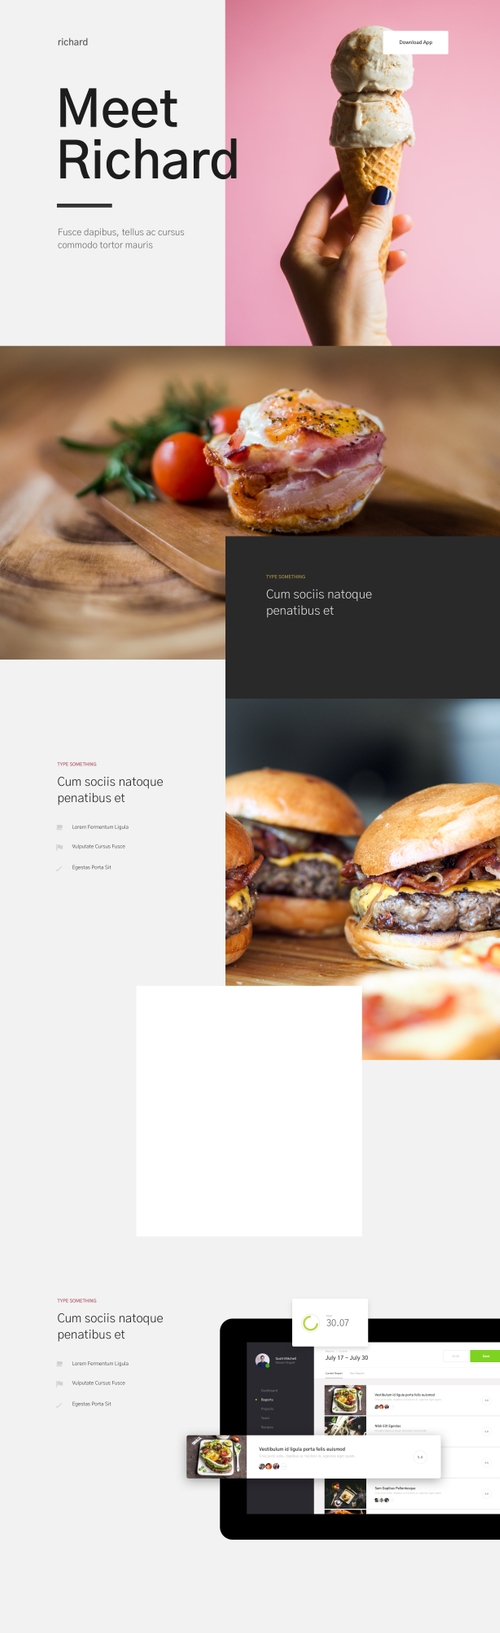 richard
Download App
Meet
Richard
Fusce dapibus, tellus ac cursus
commodo tortor mauris
TYPE SOMETHING
Cum sociis natoque
penatibus et
TYPE SOMETHING
Cum sociis natoque
penatibus et
Lorem Fermentum Ligula
Vulputate Cursus Fusce
Egestas Porta Sit
TYPE SOMETHING
Cum sociis natoque
penatibus et
Lorem Fermentum Ligula
Vulputate Cursus Fusce
Egestas Porta Sit
30.07
July 17 - July 30
Vestibulum id ligula porta felis euismod
Vestibulum id ligula porta felis euismod